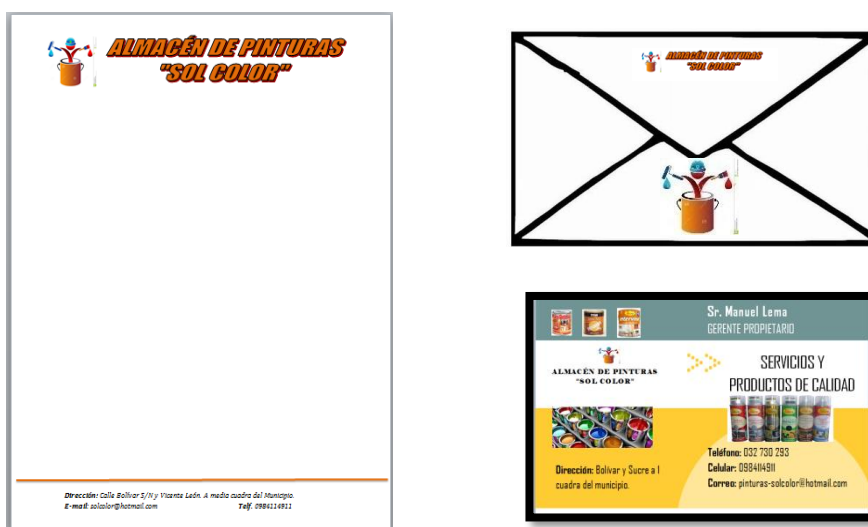 ALMACÉN DE PINTURAS
"SOL COLOR"
Dirección: Calle Bolívar S/N y Vicente León. A media cuadra del Municipio.
E-mail: solcolor@hotmail.com Telf. 0984114911
ALMACÉN DE PINTURAS
"SOL COLOR"
Sr. Manuel Lema
GERENTE PROPIETARIO
ALMACÉN DE PINTURAS
"SOL COLOR"
SERVICIOS Y
PRODUCTOS DE CALIDAD
Dirección: Bolívar y Sucre a 1
cuadra del municipio.
Teléfono: 032 730 293
Celular: 098411491I
Correo: pinturas-solcolor@hotmail.com